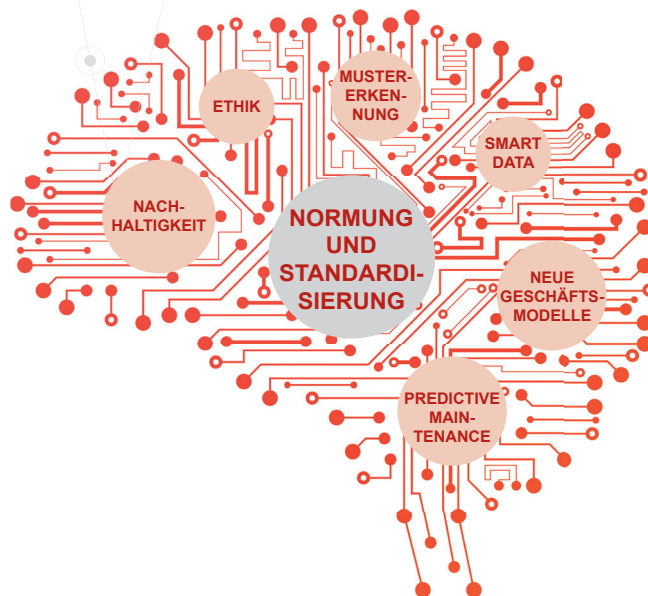 ETHIK
MUSTER-
ERKEN-
NUNG
SMART
DATA
NACH-
HALTIGKEIT
NORMUNG
UND
STANDARDI-
SIERUNG
NEUE
GESCHÄFTS-
MODELLE
PREDICTIVE
MAIN-
TENANCE